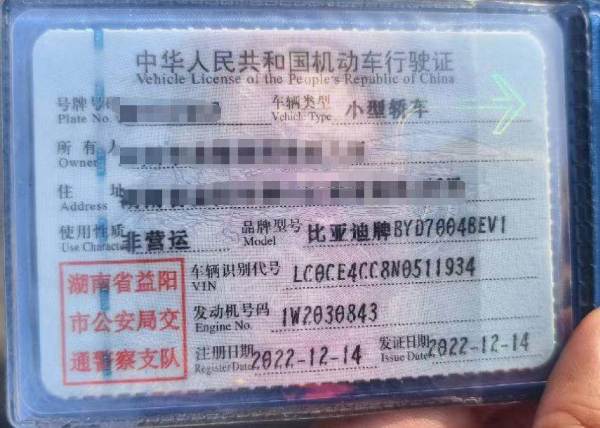 中华人民共和国机动车行驶证
Vehicle License of the People's Republic of China
号牌号码 车辆类型 小型轿车
Plate No. Vehicle Type
所有人
Owner
住址
Address
使用性质 非营运 品牌型号 比亚迪牌BYD7004BEV1
Use Character Model
车辆识别代号 LC0CE4CC8N0511934
VIN
发动机号码 1W2030843
Engine No.
注册日期 2022-12-14 发证日期 2022-12-14
Register Date Issue Date
湖南省益阳
市公安局交
通警察支队